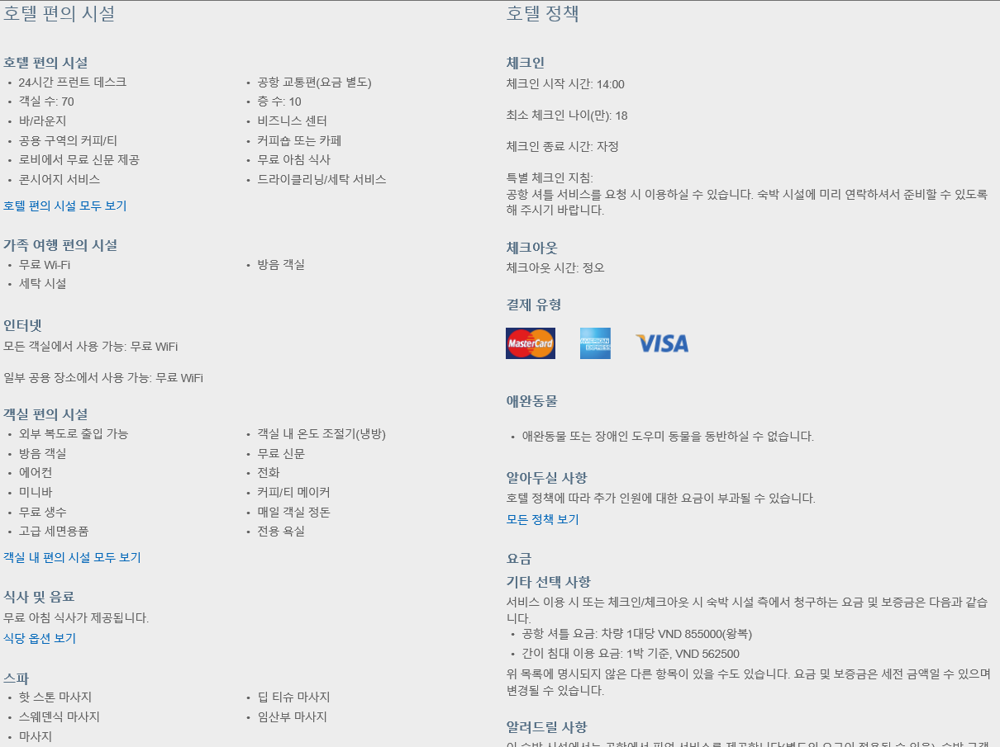 호텔 편의 시설
호텔 편의 시설
24시간 프런트 데스크
공항 교통편(요금 별도)
객실 수: 70
층 수: 10
바/라운지
비즈니스 센터
공용 구역의 커피/티
커피숍 또는 카페
로비에서 무료 신문 제공
무료 아침 식사
콘시어지 서비스
드라이클리닝/세탁 서비스
호텔 편의 시설 모두 보기
가족 여행 편의 시설
무료 Wi-Fi
방음 객실
세탁 시설
인터넷
모든 객실에서 사용 가능: 무료 WiFi
일부 공용 장소에서 사용 가능: 무료 WiFi
객실 편의 시설
외부 복도로 출입 가능
객실 내 온도 조절기(냉방)
방음 객실
무료 신문
에어컨
전화
미니바
커피/티 메이커
무료 생수
매일 객실 정돈
고급 세면용품
전용 욕실
객실 내 편의 시설 모두 보기
식사 및 음료
무료 아침 식사가 제공됩니다.
식당 옵션 보기
스파
핫 스톤 마사지
딥 티슈 마사지
스웨덴식 마사지
임산부 마사지
마사지
호텔 정책
체크인
체크인 시작 시간: 14:00
최소 체크인 나이(만): 18
체크인 종료 시간: 자정
특별 체크인 지침:
공항 셔틀 서비스를 요청 시 이용하실 수 있습니다. 숙박 시설에 미리 연락하셔서 준비할 수 있도록
해 주시기 바랍니다.
체크아웃
체크아웃 시간: 정오
결제 유형
MasterCard
AMERICAN EXPRESS
VISA
애완동물
애완동물 또는 장애인 도우미 동물을 동반하실 수 없습니다.
알아두실 사항
호텔 정책에 따라 추가 인원에 대한 요금이 부과될 수 있습니다.
모든 정책 보기
요금
기타 선택 사항
서비스 이용 시 또는 체크인/체크아웃 시 숙박 시설 측에서 청구하는 요금 및 보증금은 다음과 같습
니다.
공항 셔틀 요금: 차량 1대당 VND 855000(왕복)
간이 침대 이용 요금: 1박 기준, VND 562500
위 목록에 명시되지 않은 다른 항목이 있을 수도 있습니다. 요금 및 보증금은 세전 금액일 수 있으며
변경될 수 있습니다.
알려드릴 사항